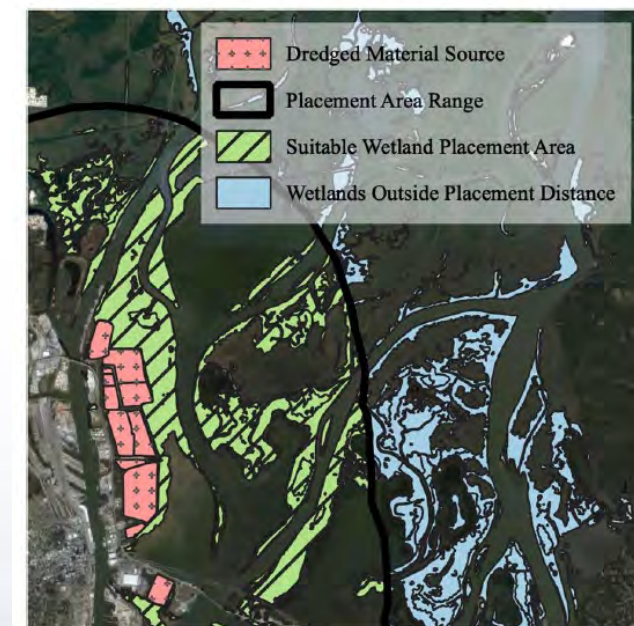 Dredged Material Source
Placement Area Range
Suitable Wetland Placement Area
Wetlands Outside Placement Distance